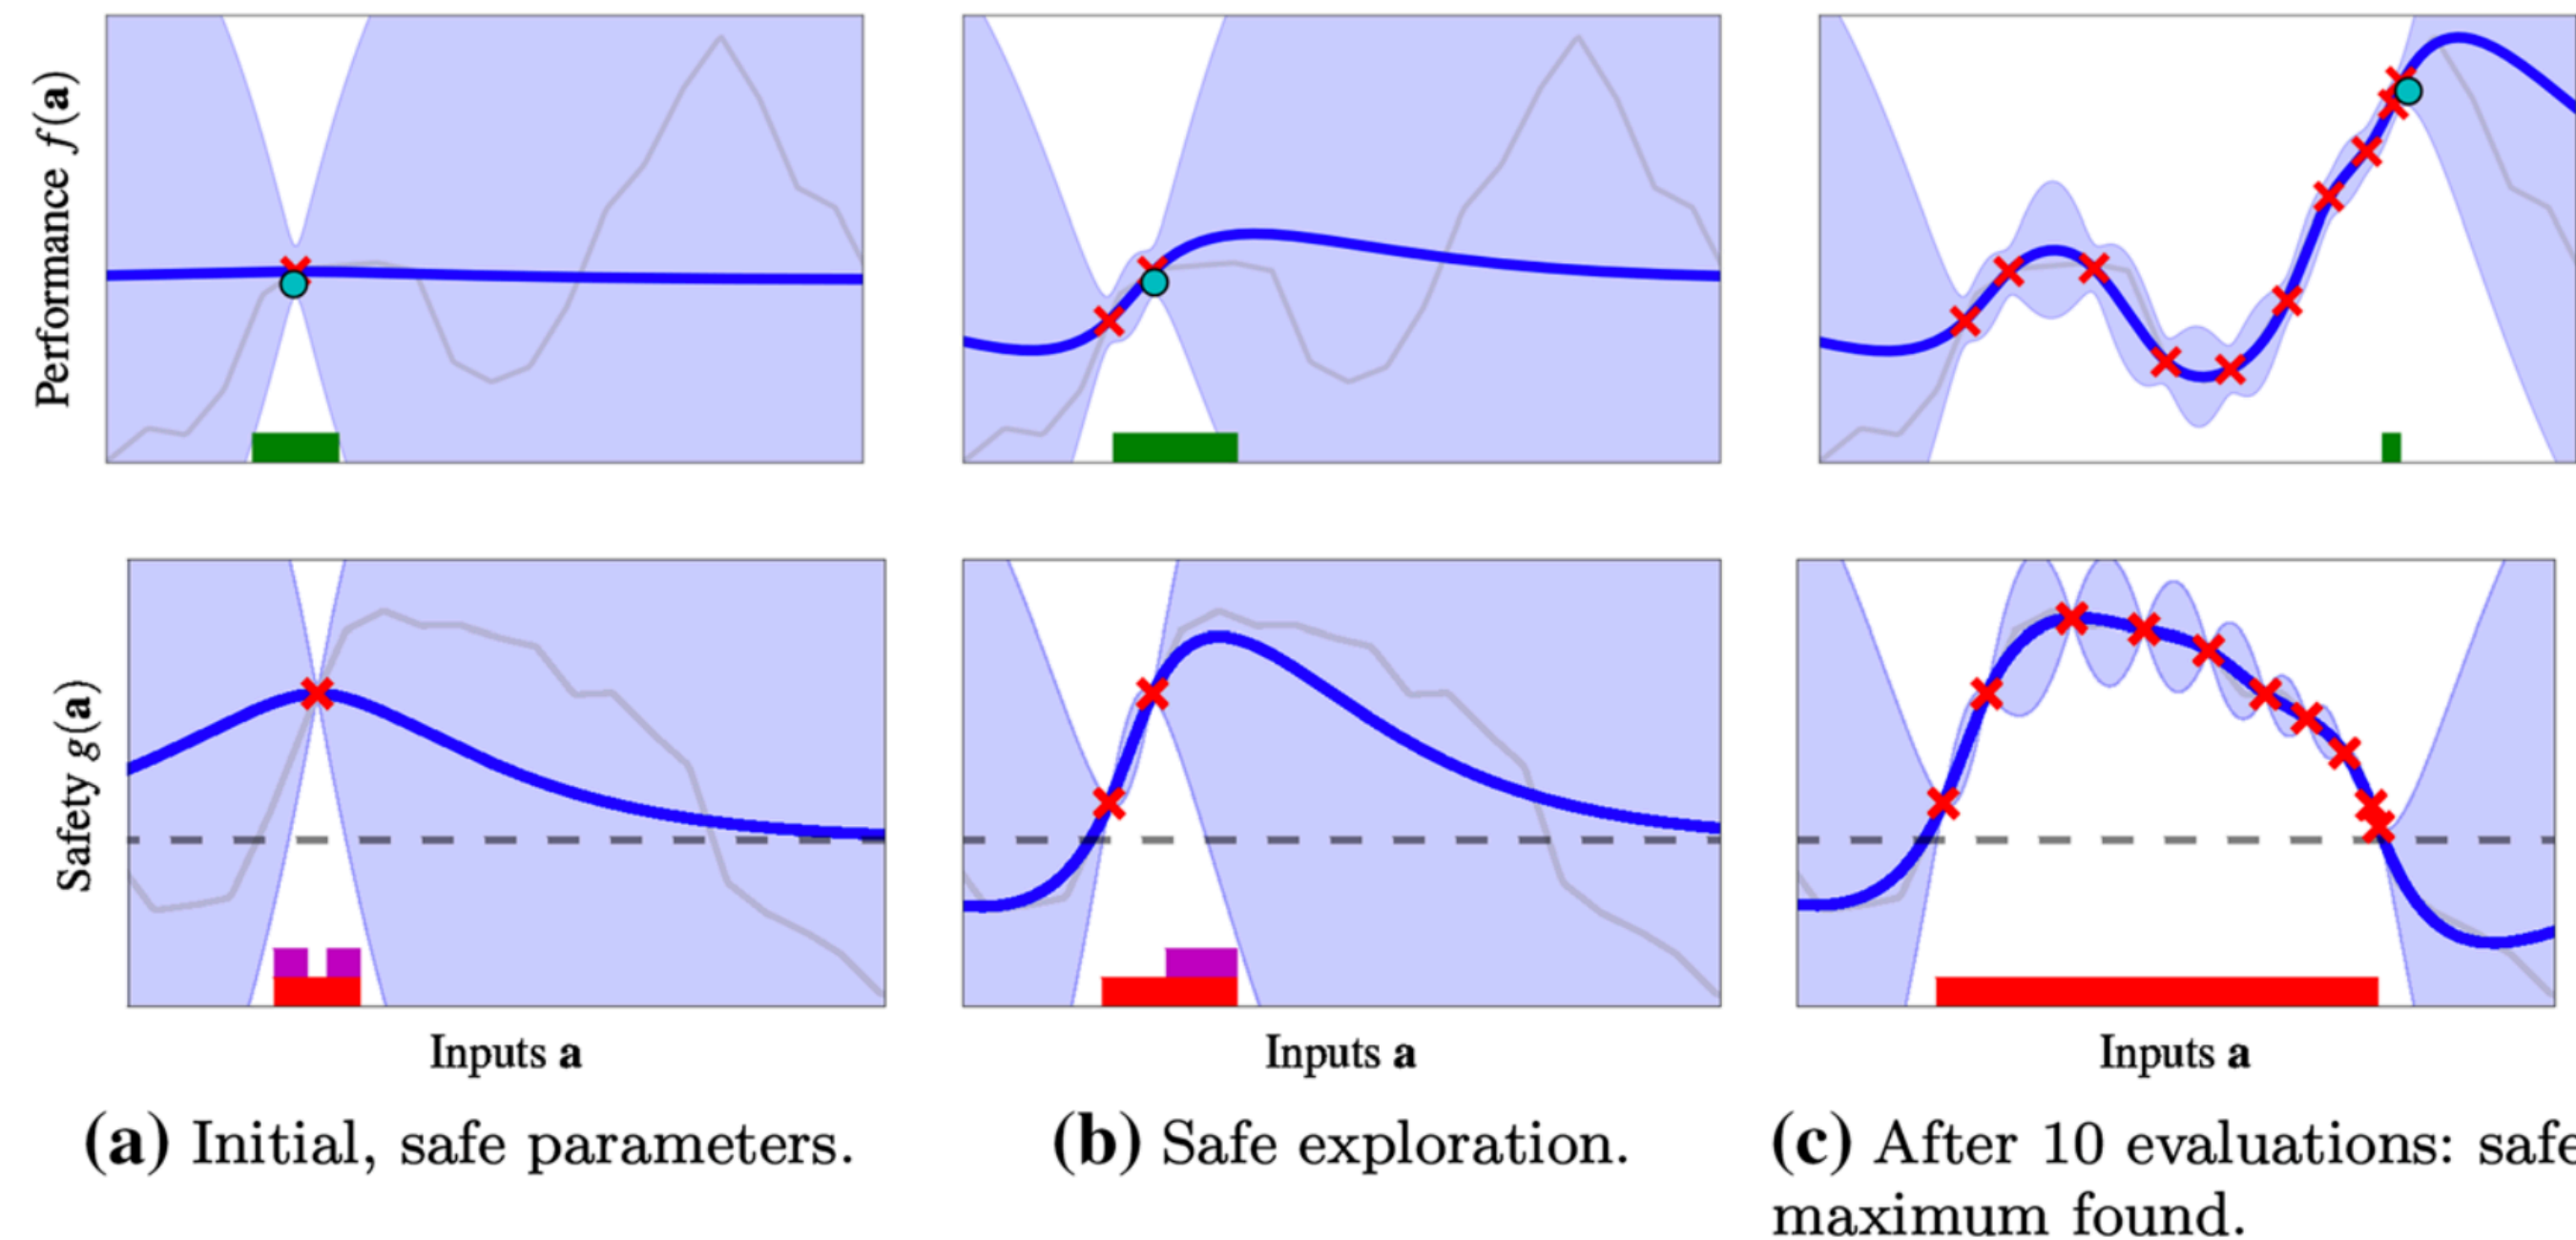 Performance f(a)
Safety g(a)
Inputs a
Inputs a
Inputs a
(a) Initial, safe parameters.
(b) Safe exploration.
(c) After 10 evaluations: safe
maximum found.